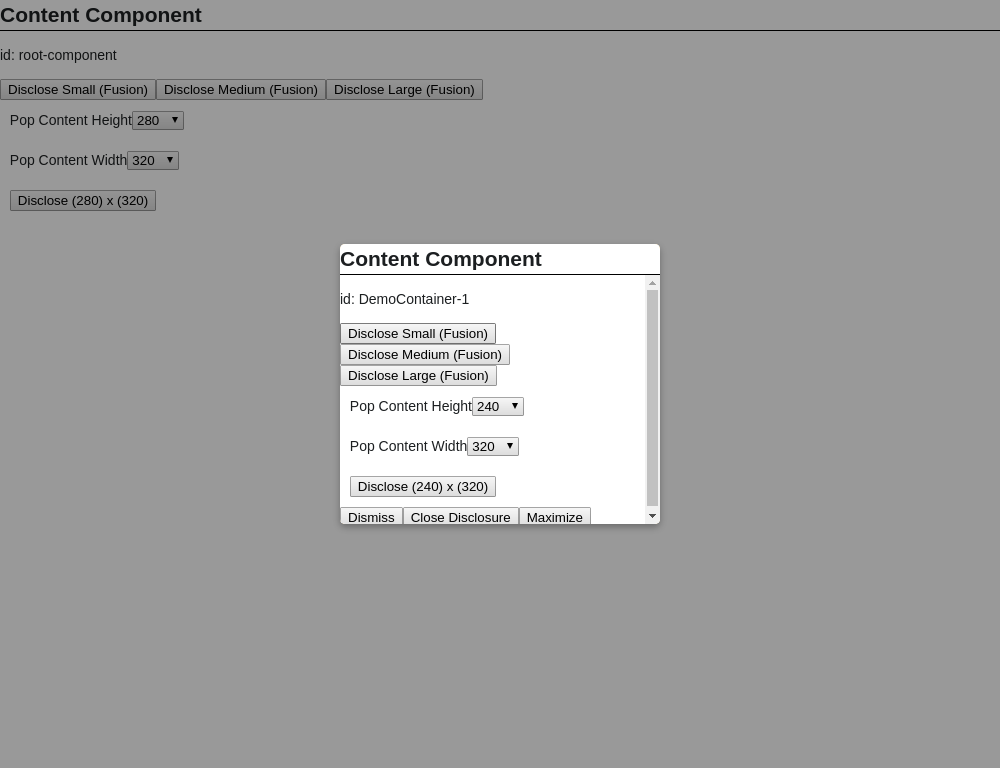 Content Component
id: root-component
Disclose Small (Fusion) Disclose Medium (Fusion) Disclose Large (Fusion)
Pop Content Height 280
Pop Content Width 320
Disclose (280) x (320)
Content Component
id: DemoContainer-1
Disclose Small (Fusion)
Disclose Medium (Fusion)
Disclose Large (Fusion)
Pop Content Height 240
Pop Content Width 320
Disclose (240) x (320)
Dismiss Close Disclosure Maximize